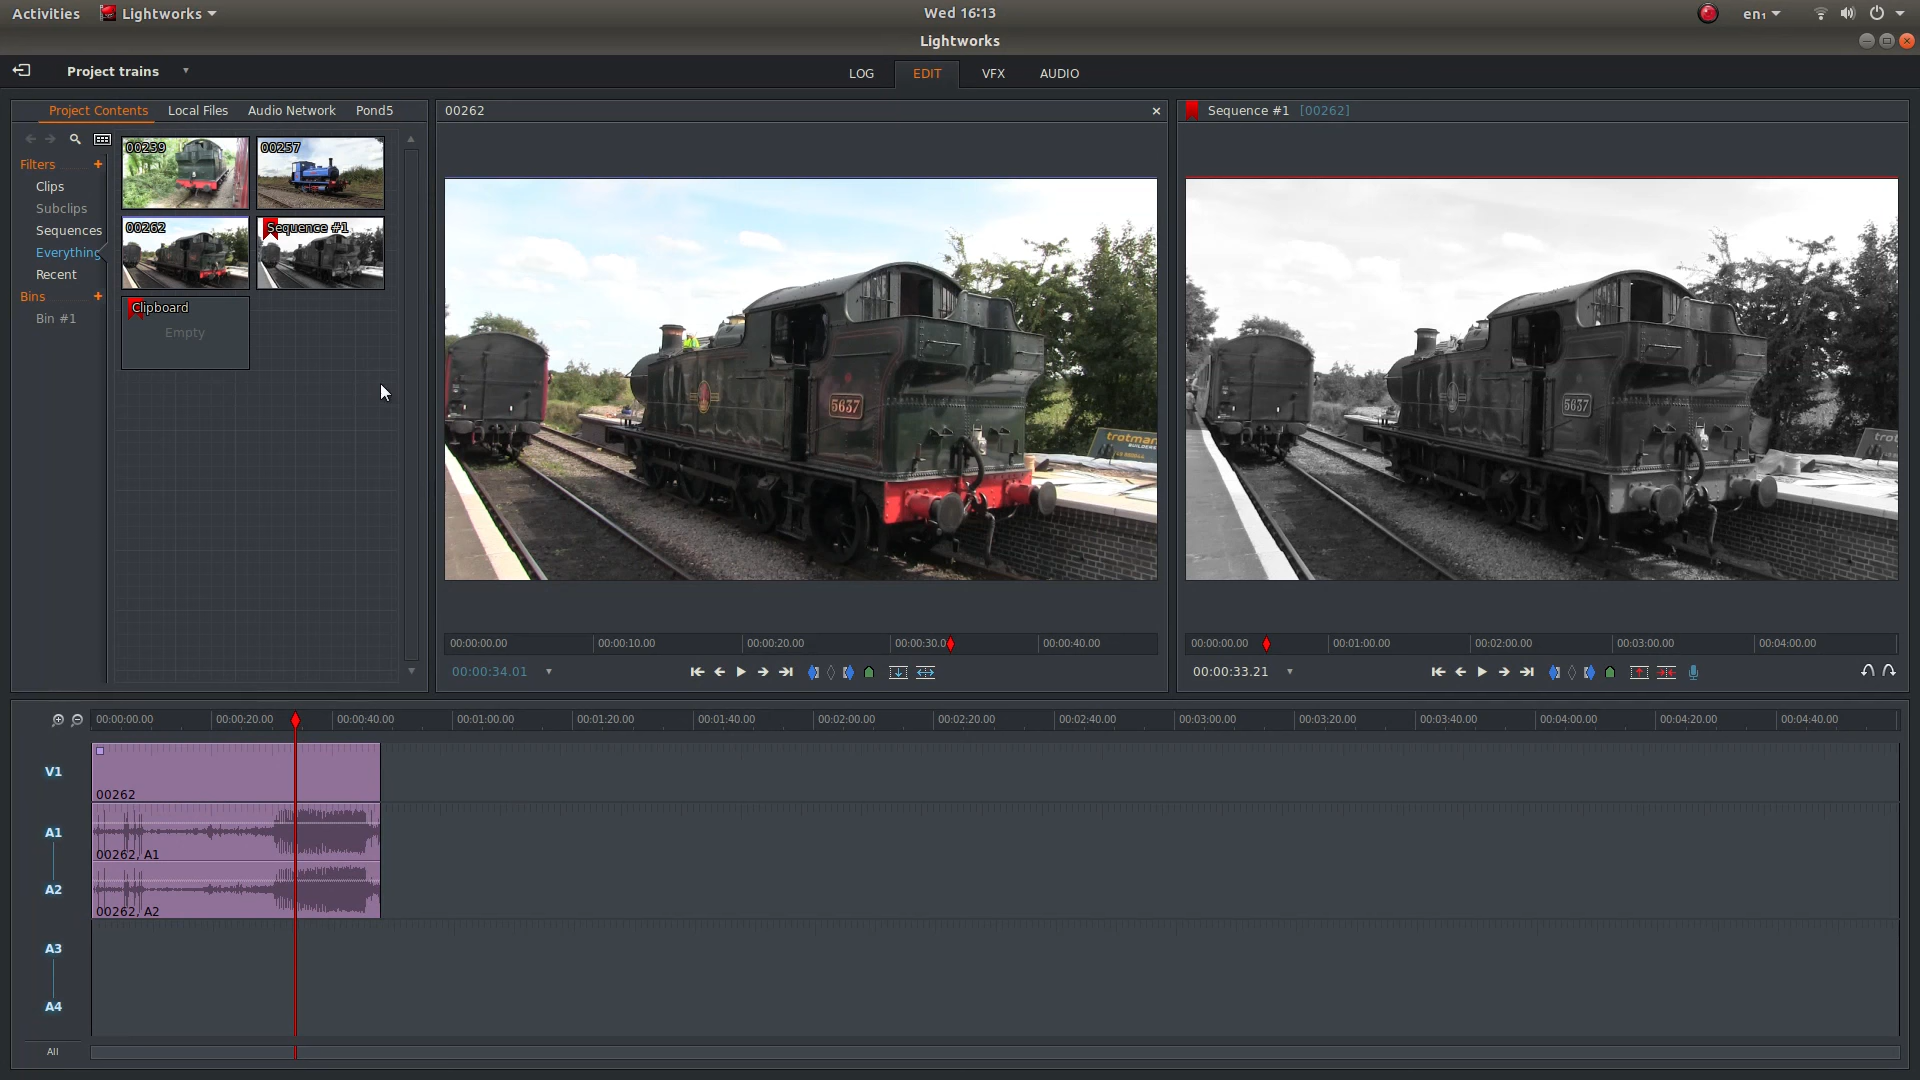 Activities Lightworks Wed 16:13 en₁
Lightworks
Project trains LOG EDIT VFX AUDIO
Project Contents Local Files Audio Network Pond5
00262
Sequence #1 [00262]
Filters
Clips
Subclips
Sequences
Everything
Recent
Bins
Bin #1
00239
00257
00262
Sequence #1
Clipboard
Empty
5637
trotman
BUILDERS
5637
trot
00:00:00.00 00:00:10.00 00:00:20.00 00:00:30.0 00:00:40.00
00:00:34.01
00:00:00.00 00:01:00.00 00:02:00.00 00:03:00.00 00:04:00.00
00:00:33.21
00:00:00.00 00:00:20.00 00:00:40.00 00:01:00.00 00:01:20.00 00:01:40.00 00:02:00.00 00:02:20.00 00:02:40.00 00:03:00.00 00:03:20.00 00:03:40.00 00:04:00.00 00:04:20.00 00:04:40.00
V1
00262
A1
00262, A1
A2
00262, A2
A3
A4
All